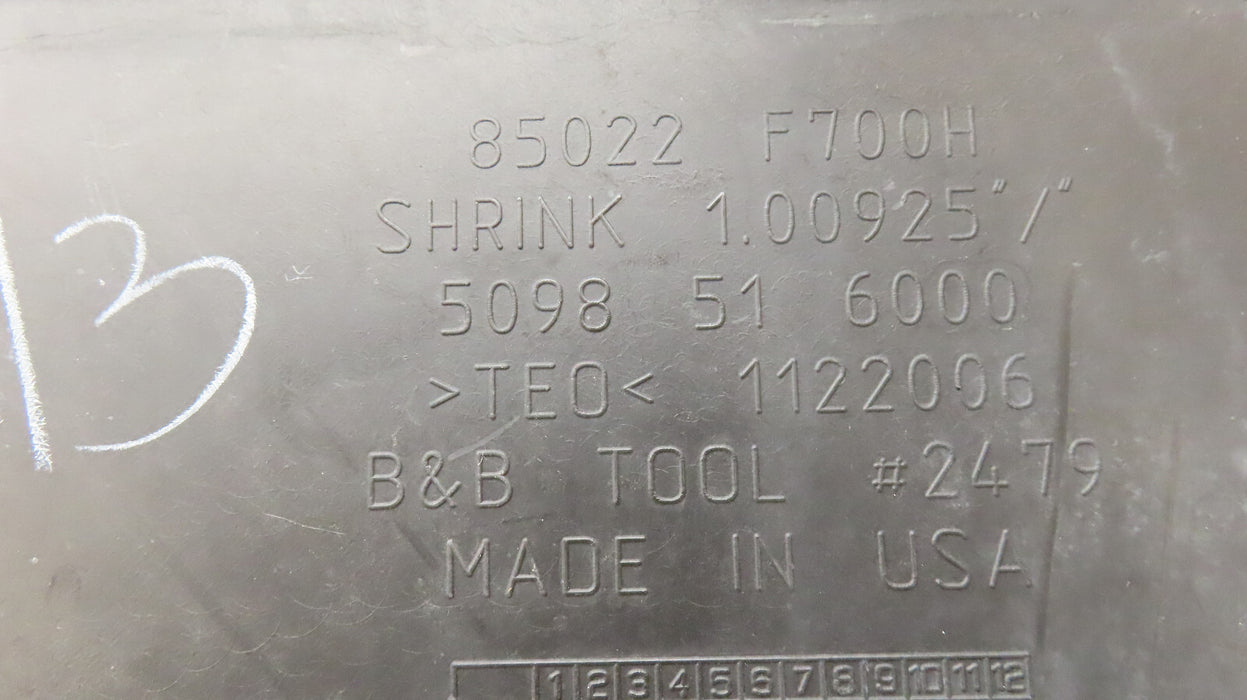 85022 F700H
SHRINK 1.00925"/"
5098 51 6000
>TEO< 1122006
B&B TOOL #2479
MADE IN USA
1 2 3 4 5 6 7 8 9 10 11 12
13